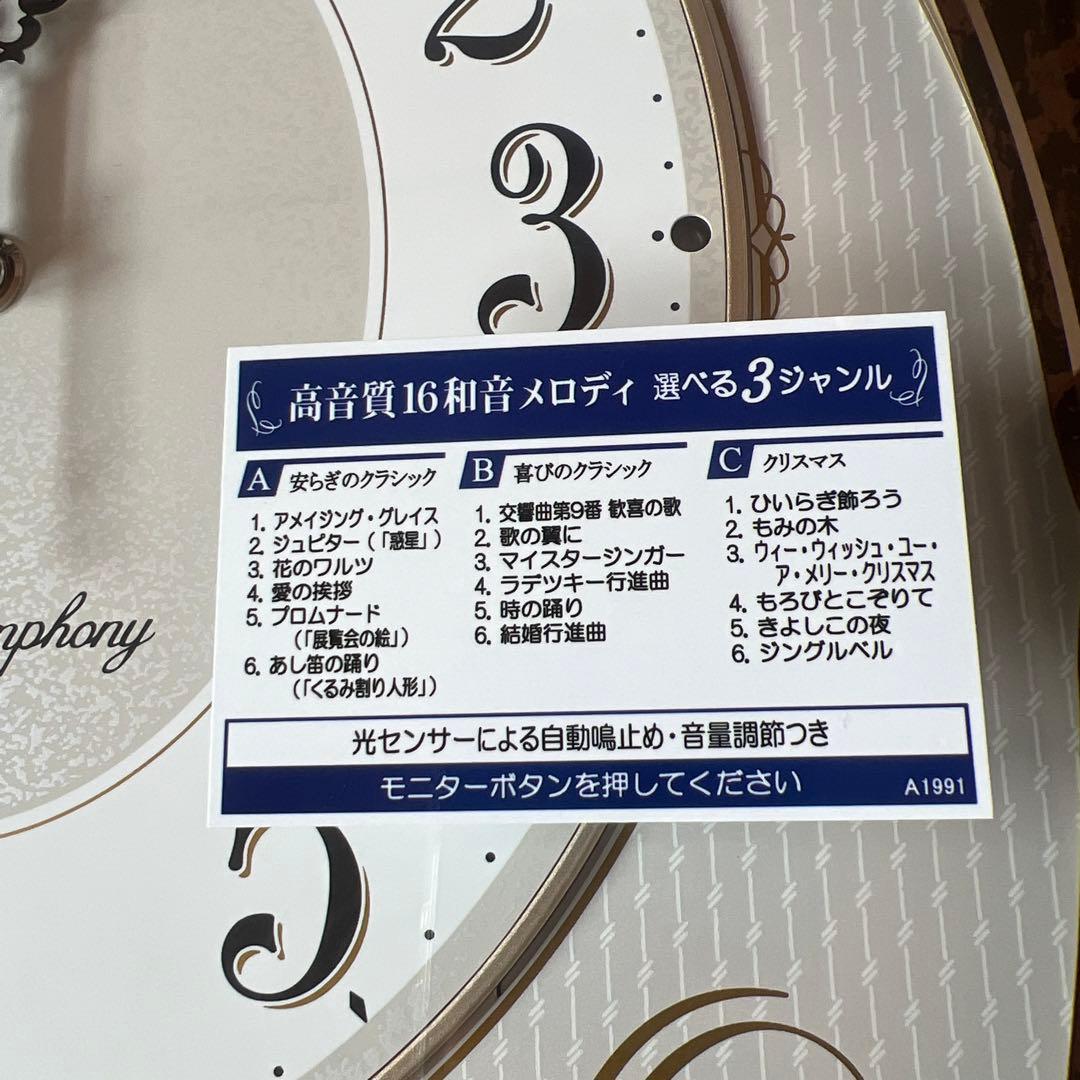 2
3
高音質16和音メロディ 選べる3ジャンル
A 安らぎのクラシック
1. アメイジング・グレイス
2. ジュピター(「惑星」)
3. 花のワルツ
4. 愛の挨拶
5. プロムナード
(「展覧会の絵」)
6. あし笛の踊り
(「くるみ割り人形」)
B 喜びのクラシック
1. 交響曲第9番 歓喜の歌
2. 歌の翼に
3. マイスタージンガー
4. ラデツキー行進曲
5. 時の踊り
6. 結婚行進曲
C クリスマス
1. ひいらぎ飾ろう
2. もみの木
3. ウィー・ウィッシュ・ユー・
ア・メリー・クリスマス
4. もろびとこぞりて
5. きよしこの夜
6. ジングルベル
光センサーによる自動鳴止め・音量調節つき
モニターボタンを押してください
A1991
mphony
5